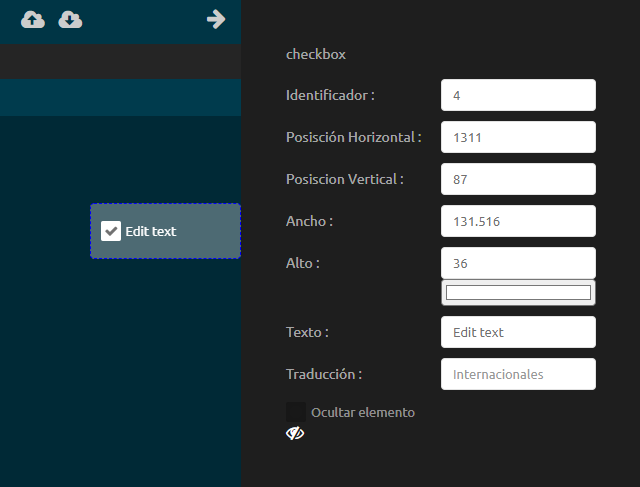 checkbox
Identificador : 4
Posisción Horizontal : 1311
Posiscion Vertical : 87
Edit text
Ancho : 131.516
Alto : 36
Texto : Edit text
Traducción : Internacionales
Ocultar elemento